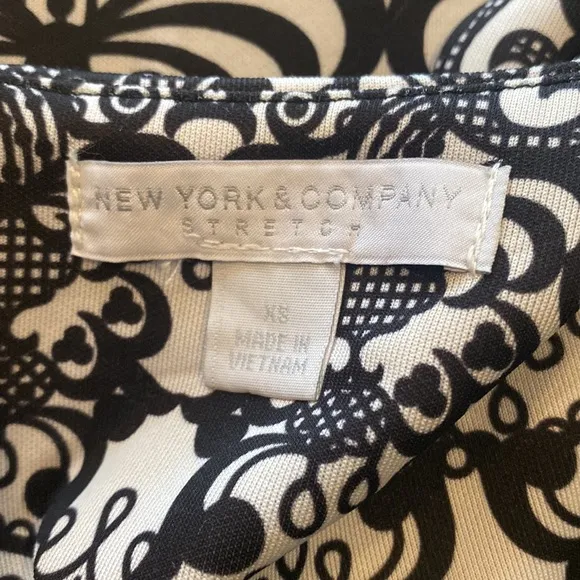 NEW YORK & COMPANY
STRETCH
XS
MADE IN
VIETNAM